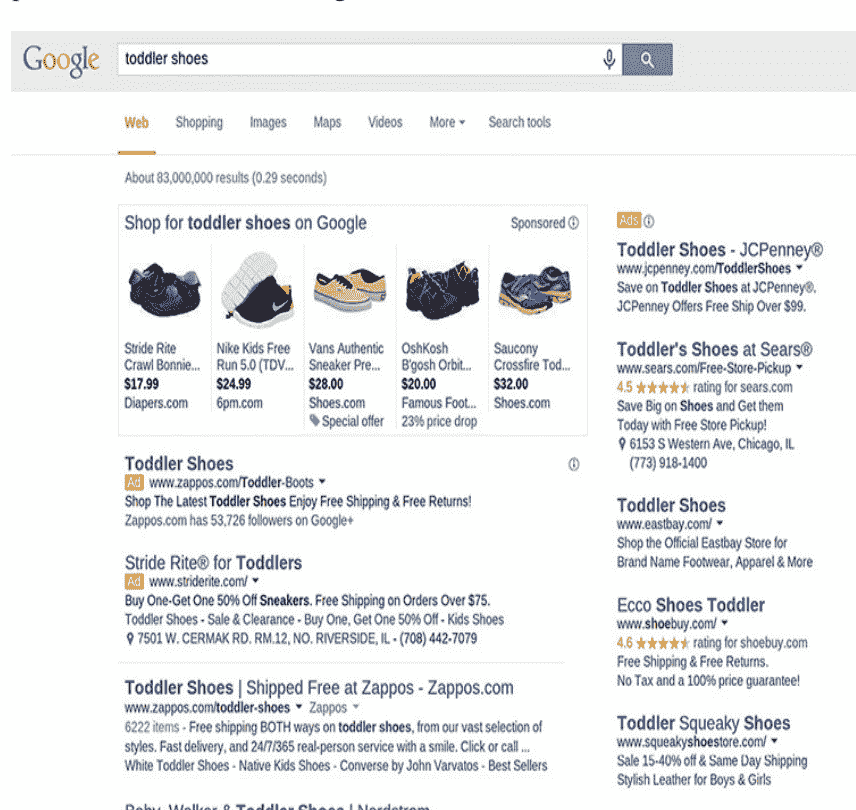 Google
toddler shoes
Web Shopping Images Maps Videos More Search tools
About 83,000,000 results (0.29 seconds)
Shop for toddler shoes on Google
Sponsored
Stride Rite
Crawl Bonnie...
$17.99
Diapers.com
Nike Kids Free
Run 5.0 (TDV...
$24.99
6pm.com
Vans Authentic
Sneaker Pre...
$28.00
Shoes.com
Special offer
OshKosh
B'gosh Orbit...
$20.00
Famous Foot...
23% price drop
Saucony
Crossfire Tod...
$32.00
Shoes.com
Toddler Shoes
Ad www.zappos.com/Toddler-Boots
Shop The Latest Toddler Shoes Enjoy Free Shipping & Free Returns!
Zappos.com has 53,726 followers on Google+
Stride Rite® for Toddlers
Ad www.striderite.com/
Buy One-Get One 50% Off Sneakers. Free Shipping on Orders Over $75.
Toddler Shoes - Sale & Clearance - Buy One, Get One 50% Off - Kids Shoes
7501 W. CERMAK RD. RM.12, NO. RIVERSIDE, IL - (708) 442-7079
Toddler Shoes | Shipped Free at Zappos - Zappos.com
www.zappos.com/toddler-shoes Zappos
6222 items - Free shipping BOTH ways on toddler shoes, from our vast selection of
styles. Fast delivery, and 24/7/365 real-person service with a smile. Click or call ...
White Toddler Shoes - Native Kids Shoes - Converse by John Varvatos - Best Sellers
Baby, Walker & Toddler Shoes | Nordstrom
Ads
Toddler Shoes - JCPenney®
www.jcpenney.com/ToddlerShoes
Save on Toddler Shoes at JCPenney®.
JCPenney Offers Free Ship Over $99.
Toddler's Shoes at Sears®
www.sears.com/Free-Store-Pickup
4.5 ★★★★★ rating for sears.com
Save Big on Shoes and Get them
Today with Free Store Pickup!
6153 S Western Ave, Chicago, IL
(773) 918-1400
Toddler Shoes
www.eastbay.com/
Shop the Official Eastbay Store for
Brand Name Footwear, Apparel & More
Ecco Shoes Toddler
www.shoebuy.com/
4.6 ★★★★★ rating for shoebuy.com
Free Shipping & Free Returns.
No Tax and a 100% price guarantee!
Toddler Squeaky Shoes
www.squeakyshoestore.com/
Sale 15-40% off & Same Day Shipping
Stylish Leather for Boys & Girls